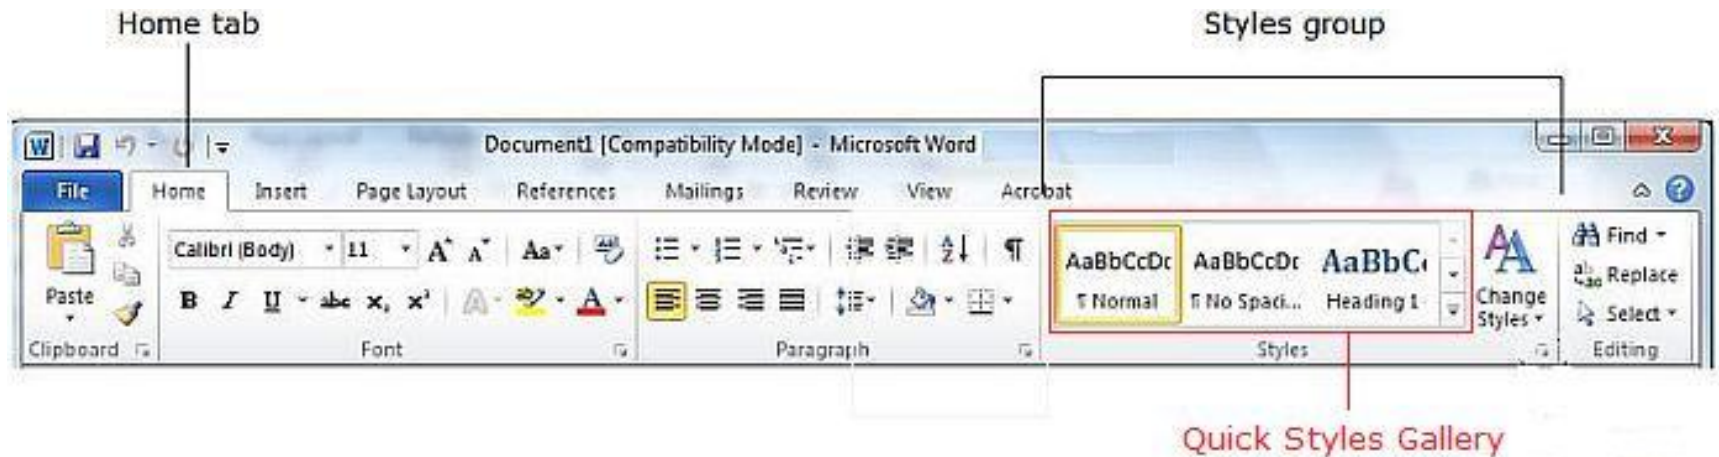 Home tab
Styles group
Document1 [Compatibility Mode] - Microsoft Word
File Home Insert Page Layout References Mailings Review View Acrobat
Calibri (Body) 11 A A Aa
AaBbCcDc AaBbCcDc AaBbC
Find
Replace
Paste
B I U abc x, x² A ab A
¶ Normal ¶ No Spaci... Heading 1
Change
Styles
Select
Clipboard Font Paragraph Styles Editing
Quick Styles Gallery